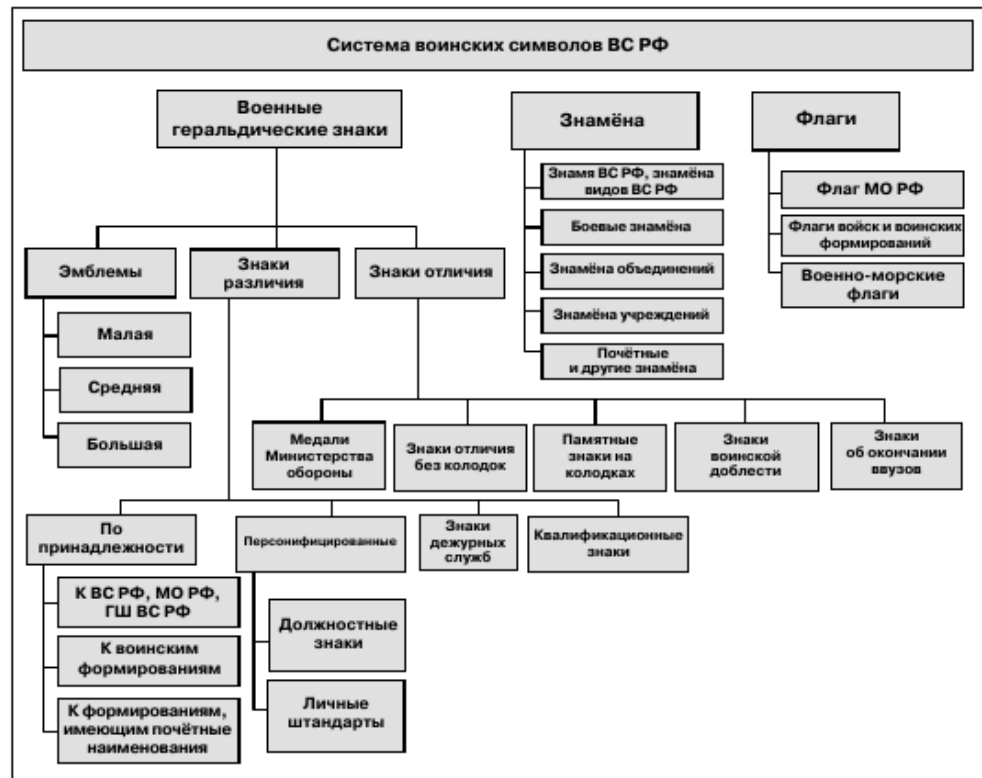 Система воинских символов ВС РФ
Военные
геральдические знаки
Знамёна
Флаги
Знамя ВС РФ, знамёна
видов ВС РФ
Боевые знамёна
Знамёна объединений
Знамёна учреждений
Почётные
и другие знамёна
Флаг МО РФ
Флаги войск и воинских
формирований
Военно-морские
флаги
Эмблемы
Знаки
различия
Знаки отличия
Малая
Средняя
Большая
Медали
Министерства
обороны
Знаки отличия
без колодок
Памятные
знаки на
колодках
Знаки
воинской
доблести
Знаки
об окончании
ввузов
По
принадлежности
Персонифицированные
Знаки
дежурных
служб
Квалификационные
знаки
К ВС РФ, МО РФ,
ГШ ВС РФ
К воинским
формированиям
К формированиям,
имеющим почётные
наименования
Должностные
знаки
Личные
штандарты